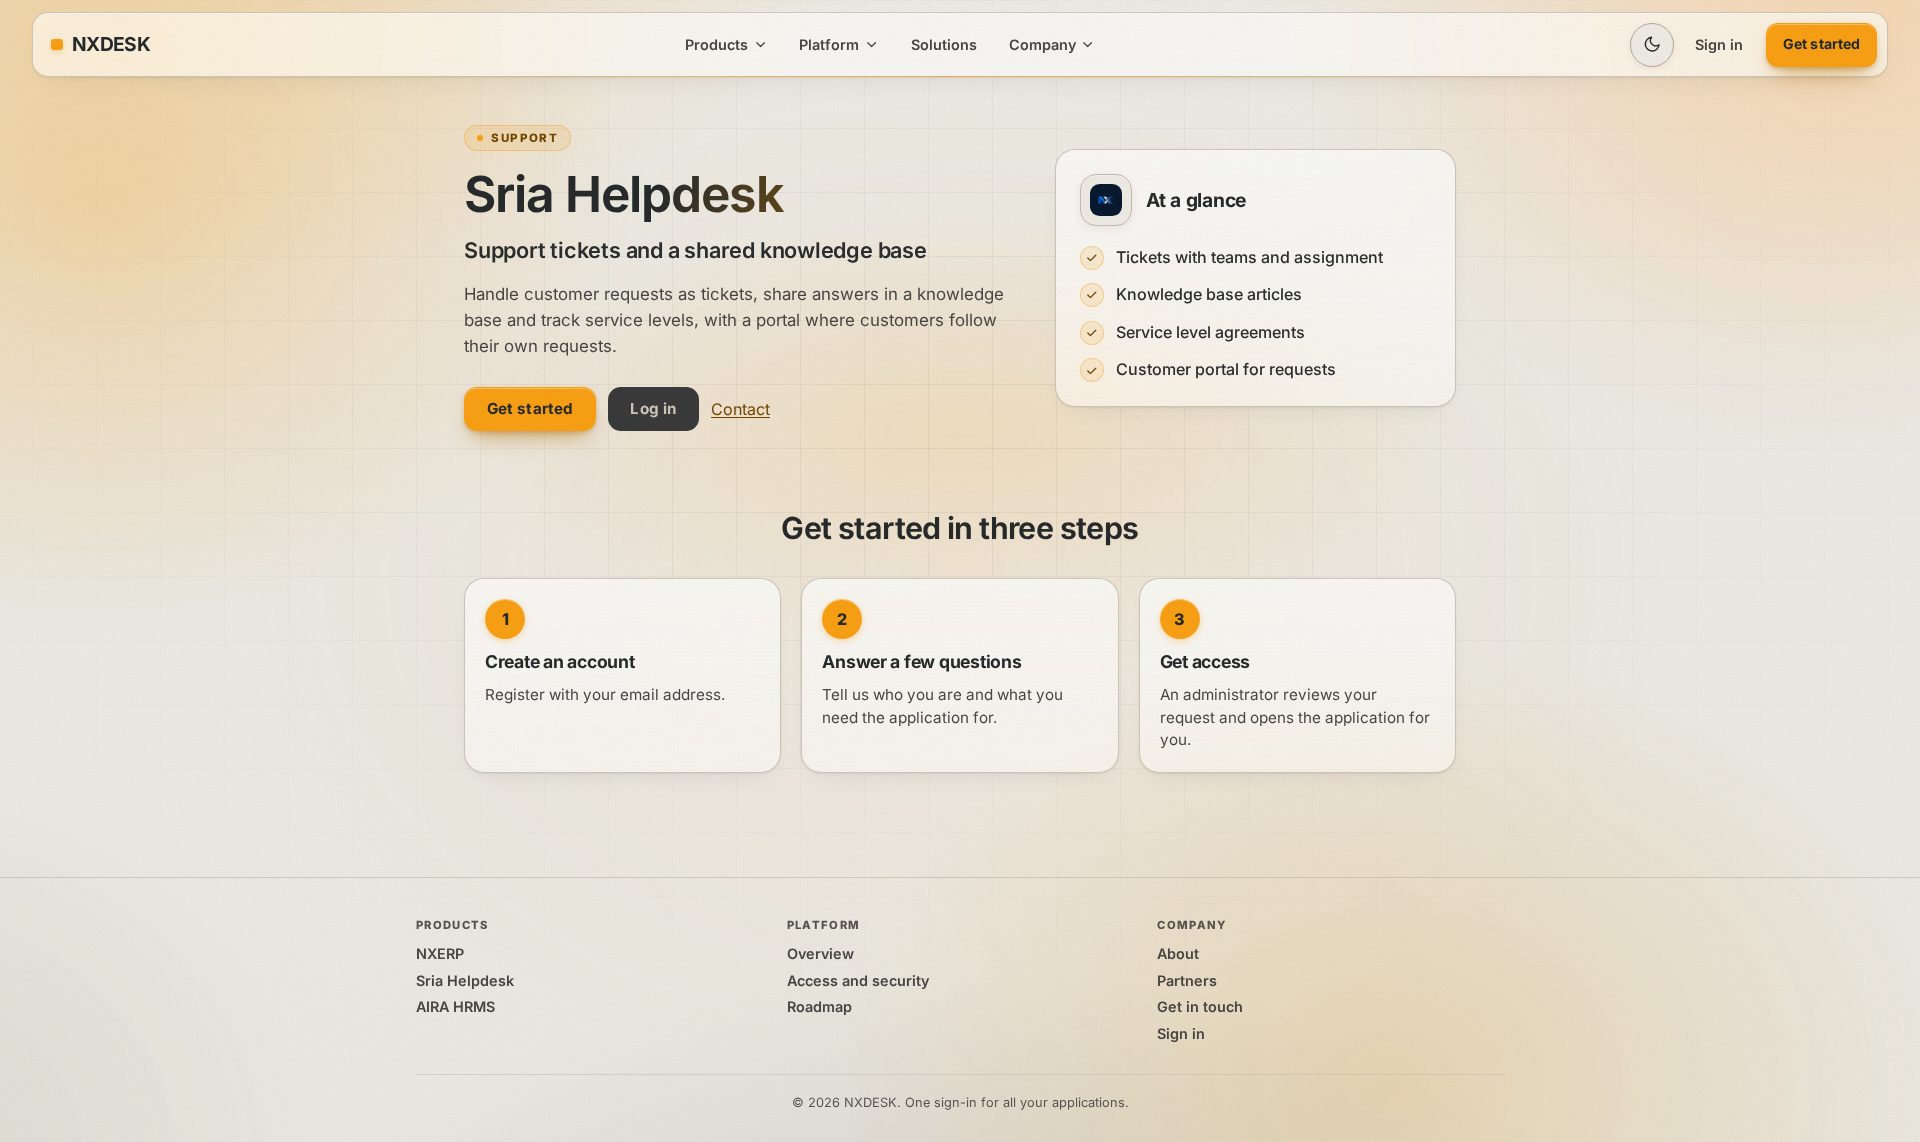 NXDESK
Products
Platform
Solutions
Company
Sign in
Get started
SUPPORT
Sria Helpdesk
Support tickets and a shared knowledge base
Handle customer requests as tickets, share answers in a knowledge
base and track service levels, with a portal where customers follow
their own requests.
Get started
Log in
Contact
NX
At a glance
Tickets with teams and assignment
Knowledge base articles
Service level agreements
Customer portal for requests
Get started in three steps
1
Create an account
Register with your email address.
2
Answer a few questions
Tell us who you are and what you
need the application for.
3
Get access
An administrator reviews your
request and opens the application for
you.
PRODUCTS
NXERP
Sria Helpdesk
AIRA HRMS
PLATFORM
Overview
Access and security
Roadmap
COMPANY
About
Partners
Get in touch
Sign in
© 2026 NXDESK. One sign-in for all your applications.